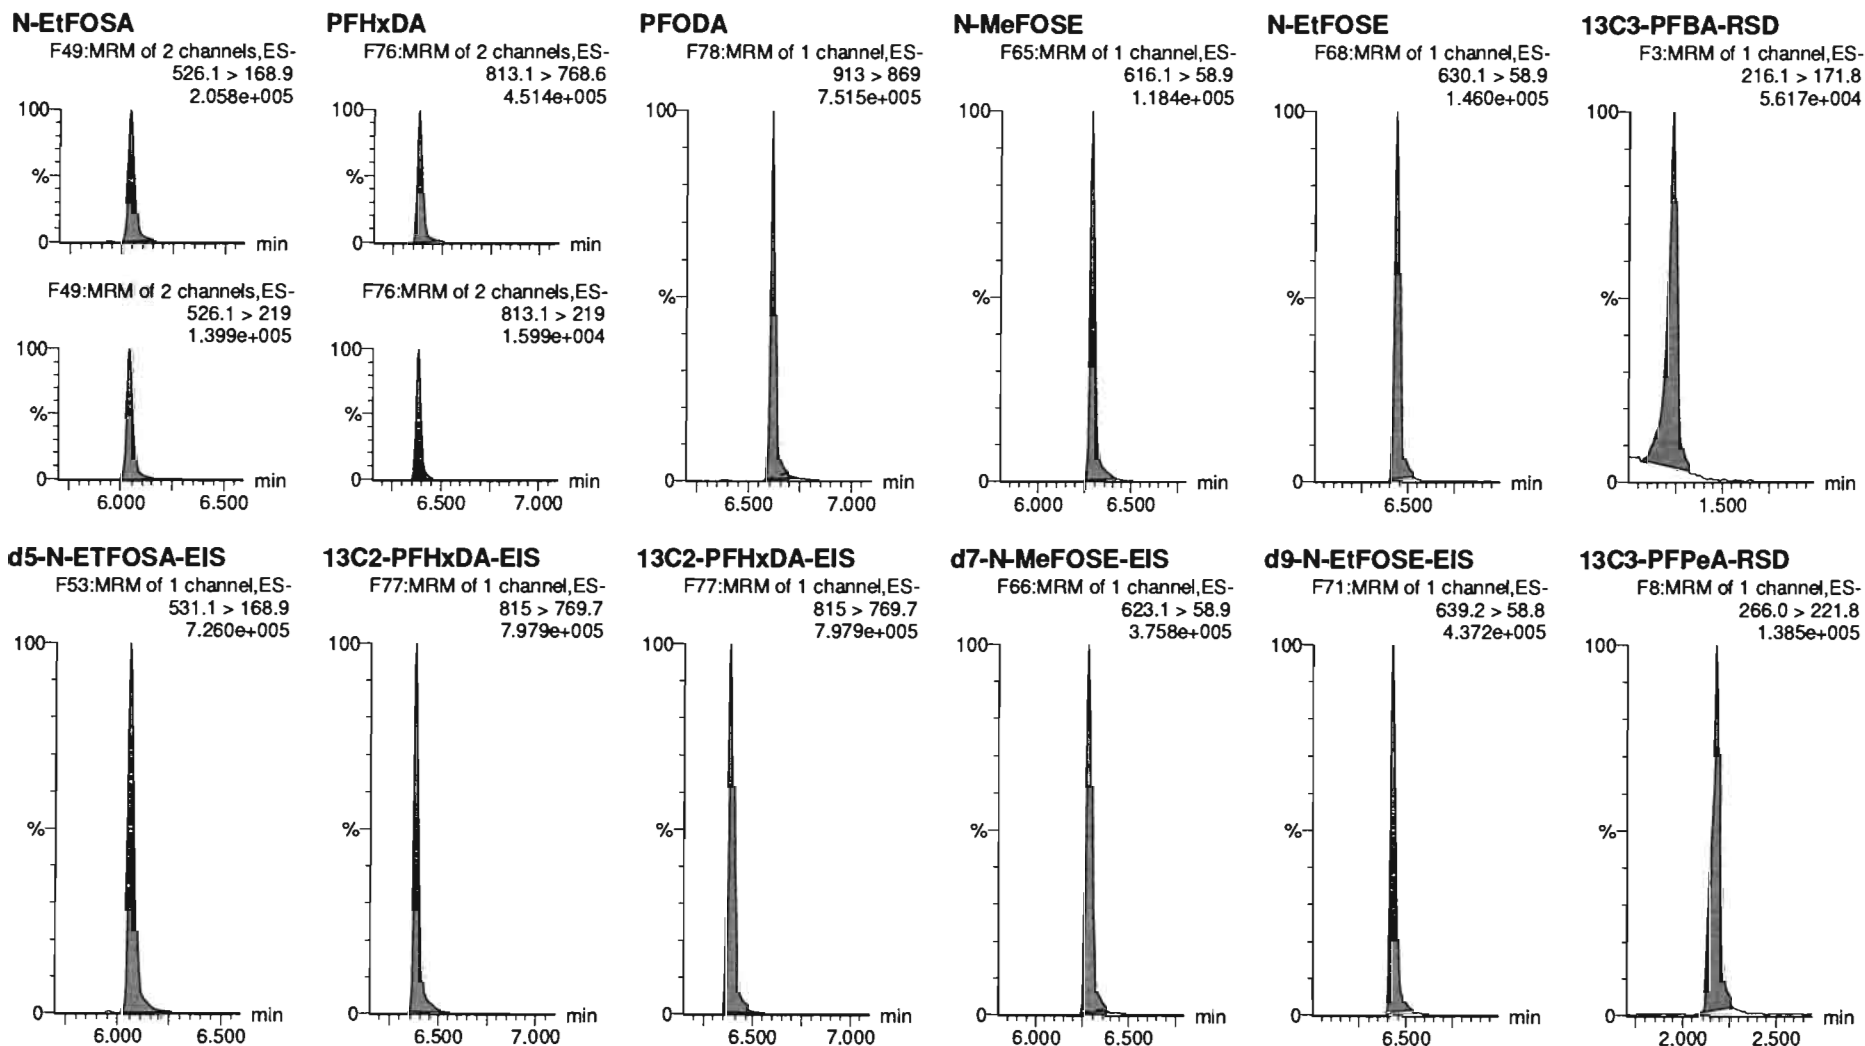 N-EtFOSA
F49:MRM of 2 channels,ES-
526.1 > 168.9
2.058e+005
100
%
0
min
F49:MRM of 2 channels,ES-
526.1 > 219
1.399e+005
100
%
0
min
6.000 6.500
PFHxDA
F76:MRM of 2 channels,ES-
813.1 > 768.6
4.514e+005
100
%
0
min
F76:MRM of 2 channels,ES-
813.1 > 219
1.599e+004
100
%
0
min
6.500 7.000
PFODA
F78:MRM of 1 channel,ES-
913 > 869
7.515e+005
100
%
0
min
6.500 7.000
N-MeFOSE
F65:MRM of 1 channel,ES-
616.1 > 58.9
1.184e+005
100
%
0
min
6.000 6.500
N-EtFOSE
F68:MRM of 1 channel,ES-
630.1 > 58.9
1.460e+005
100
%
0
min
6.500
13C3-PFBA-RSD
F3:MRM of 1 channel,ES-
216.1 > 171.8
5.617e+004
100
%
0
min
1.500
d5-N-ETFOSA-EIS
F53:MRM of 1 channel,ES-
531.1 > 168.9
7.260e+005
100
%
0
min
6.000 6.500
13C2-PFHxDA-EIS
F77:MRM of 1 channel,ES-
815 > 769.7
7.979e+005
100
%
0
min
6.500 7.000
13C2-PFHxDA-EIS
F77:MRM of 1 channel,ES-
815 > 769.7
7.979e+005
100
%
0
min
6.500 7.000
d7-N-MeFOSE-EIS
F66:MRM of 1 channel,ES-
623.1 > 58.9
3.758e+005
100
%
0
min
6.000 6.500
d9-N-EtFOSE-EIS
F71:MRM of 1 channel,ES-
639.2 > 58.8
4.372e+005
100
%
0
min
6.500
13C3-PFPeA-RSD
F8:MRM of 1 channel,ES-
266.0 > 221.8
1.385e+005
100
%
0
min
2.000 2.500